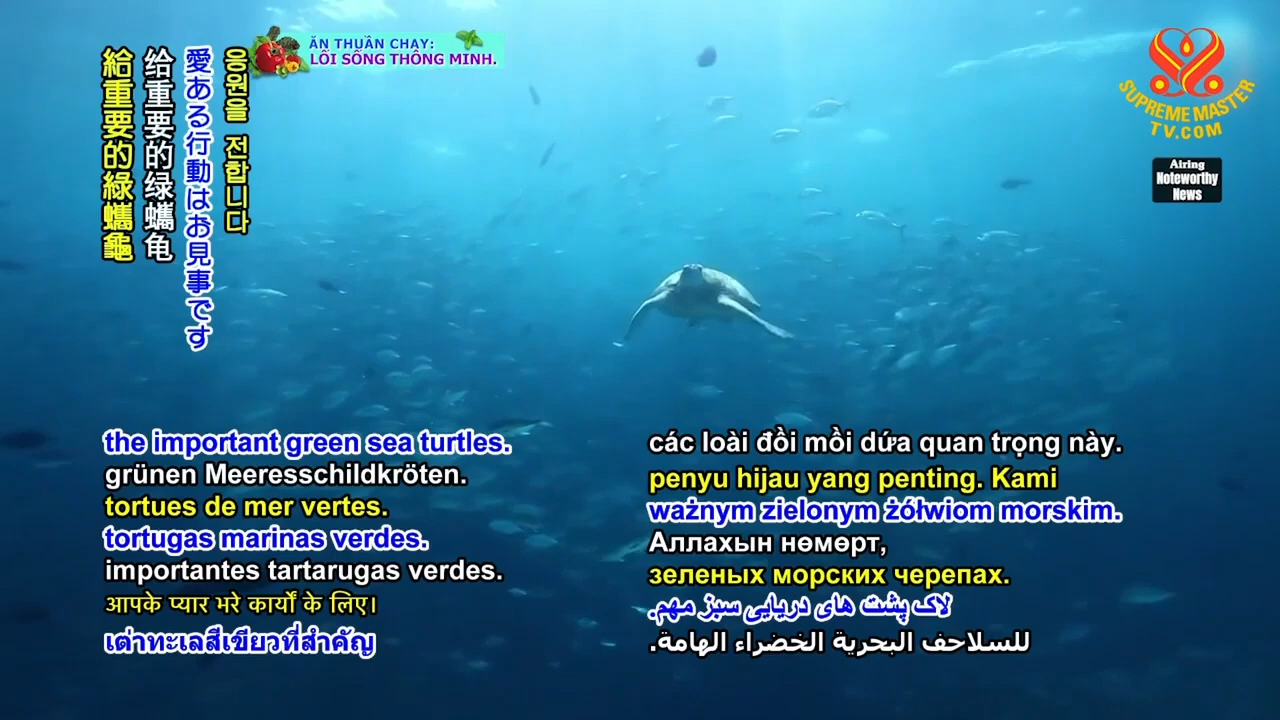 ĂN THUẦN CHAY:
LỐI SỐNG THÔNG MINH.
SUPREME MASTER
TV.COM
Airing
Noteworthy
News
응원을 전합니다
愛ある行動はお見事です
给重要的绿蠵龟
給重要的綠蠵龜
the important green sea turtles.
grünen Meeresschildkröten.
tortues de mer vertes.
tortugas marinas verdes.
importantes tartarugas verdes.
आपके प्यार भरे कार्यों के लिए।
เต่าทะเลสีเขียวที่สำคัญ
các loài đồi mồi dứa quan trọng này.
penyu hijau yang penting. Kami
ważnym zielonym żółwiom morskim.
Аллахын нөмөрт,
зеленых морских черепах.
لاک پشت های دریایی سبز مهم.
للسلاحف البحرية الخضراء الهامة.